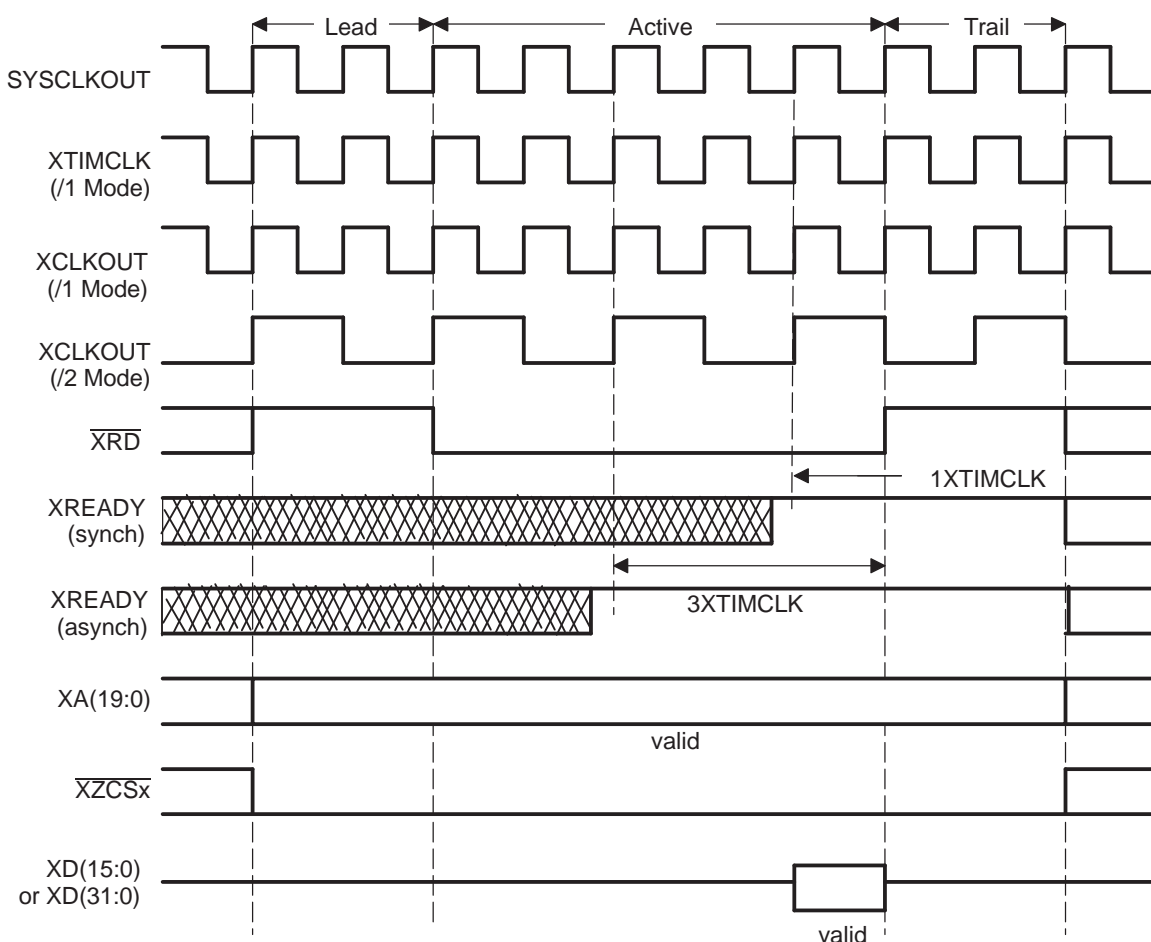 Lead
Active
Trail
SYSCLKOUT
XTIMCLK
(/1 Mode)
XCLKOUT
(/1 Mode)
XCLKOUT
(/2 Mode)
XRD
1XTIMCLK
XREADY
(synch)
XREADY
(asynch)
3XTIMCLK
XA(19:0)
valid
XZCSx
XD(15:0)
or XD(31:0)
valid